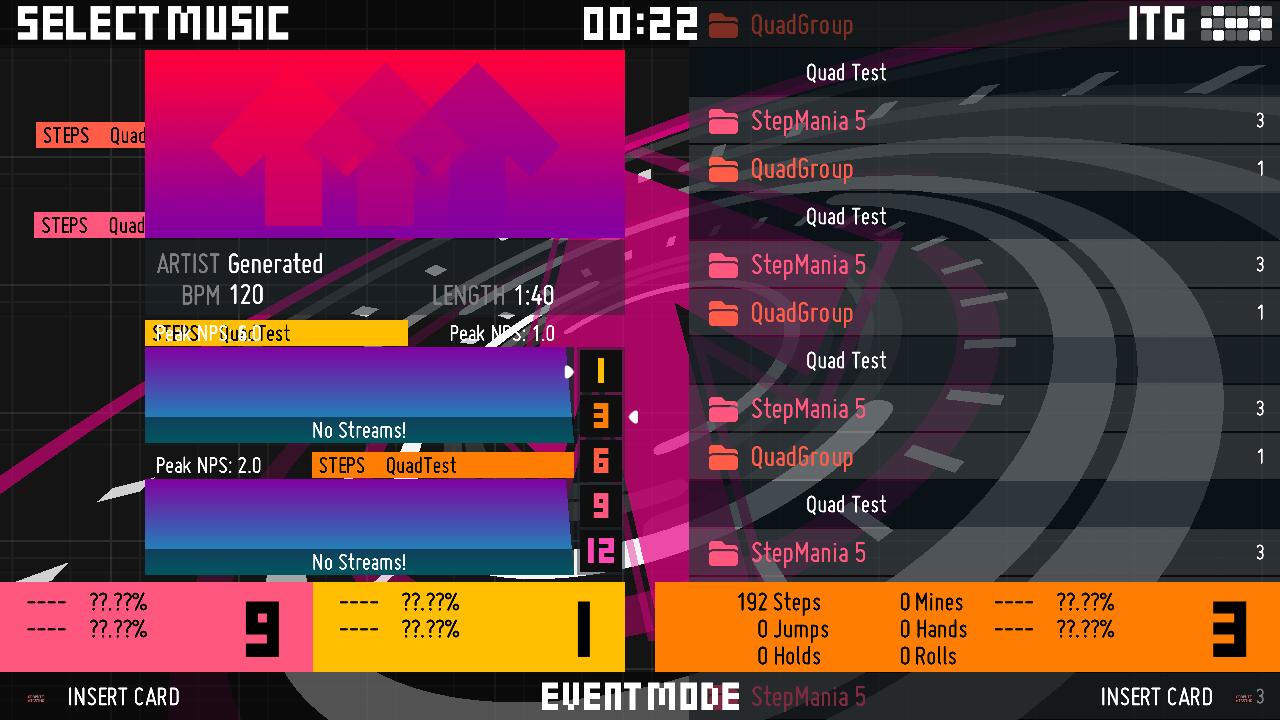 SELECT MUSIC
00:22
ITG
QuadGroup
Quad Test
StepMania 5 3
QuadGroup 1
Quad Test
StepMania 5 3
QuadGroup 1
Quad Test
StepMania 5 3
QuadGroup 1
Quad Test
StepMania 5 3
StepMania 5 3
STEPS Quad
STEPS Quad
ARTIST Generated
BPM 120
LENGTH 1:40
STEPS QuadTest
Peak NPS: 1.0
No Streams!
Peak NPS: 2.0
STEPS QuadTest
No Streams!
1
3
6
9
12
---- ??.??%
---- ??.??%
9
---- ??.??%
---- ??.??%
1
192 Steps 0 Mines ---- ??.??%
0 Jumps 0 Hands ---- ??.??%
0 Holds 0 Rolls
3
INSERT CARD
EVENT MODE
INSERT CARD